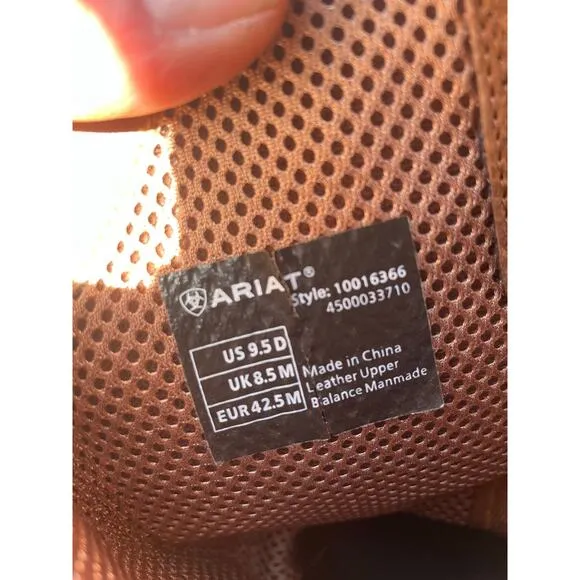 ARIAT®
Style: 10016366
4500033710
US 9.5 D
UK 8.5 M
EUR 42.5 M
Made in China
Leather Upper
Balance Manmade